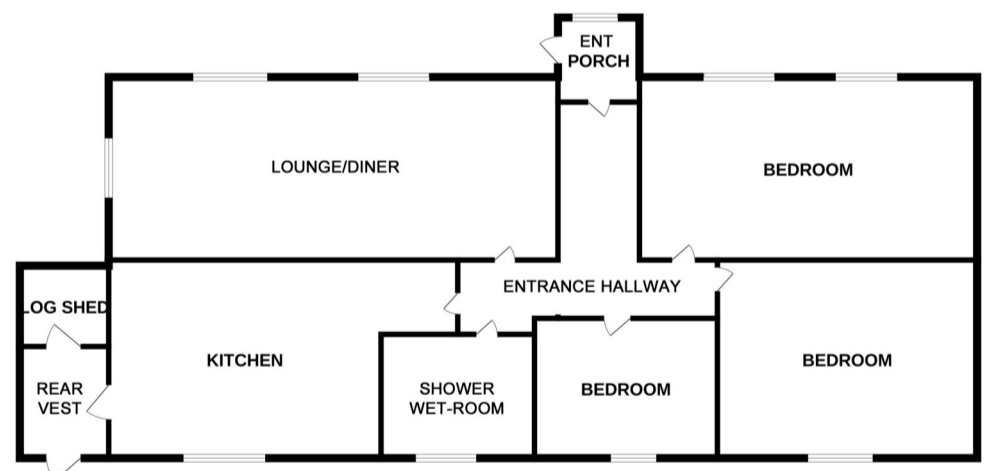 ENT
PORCH
LOUNGE/DINER
BEDROOM
ENTRANCE HALLWAY
LOG SHED
KITCHEN
REAR
VEST
SHOWER
WET-ROOM
BEDROOM
BEDROOM